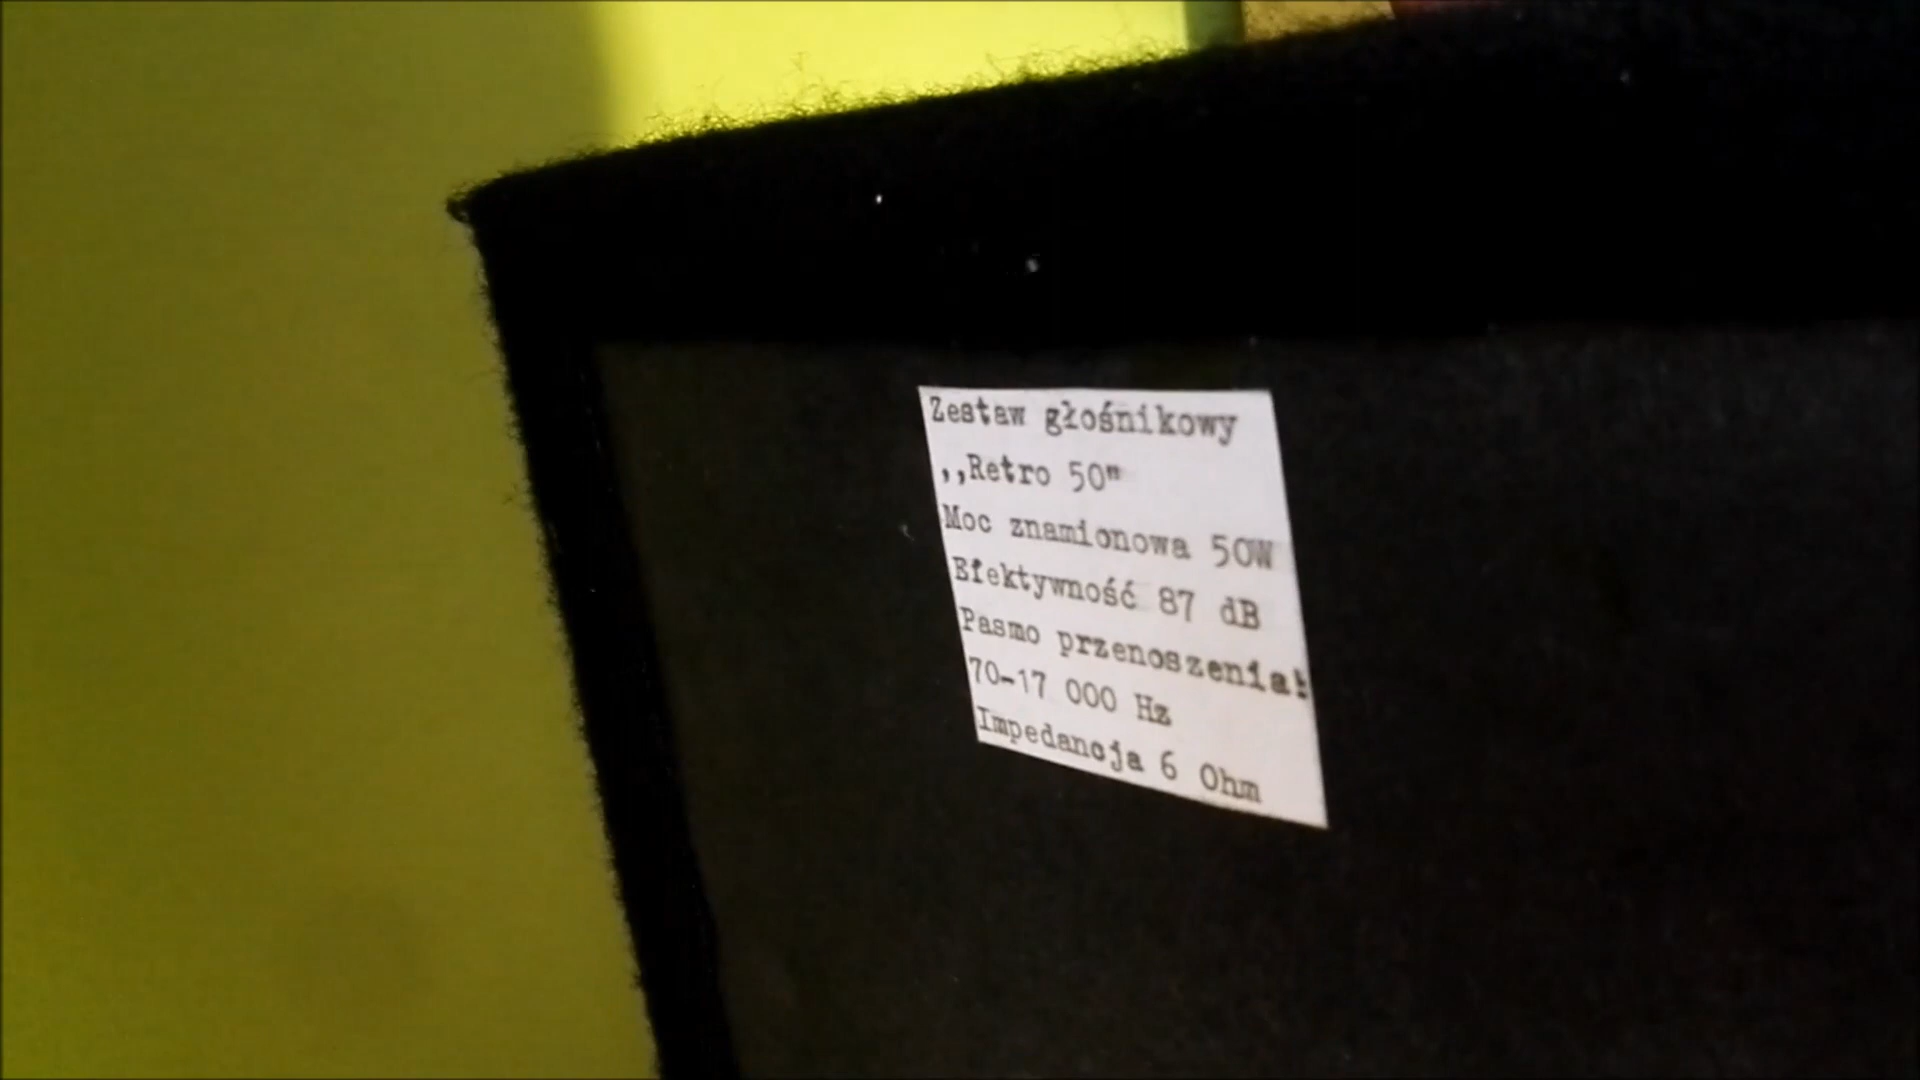 Zestaw głośnikowy
,,Retro 50"
Moc znamionowa 50W
Efektywność 87 dB
Pasmo przenoszenia:
70-17 000 Hz
Impedancja 6 Ohm